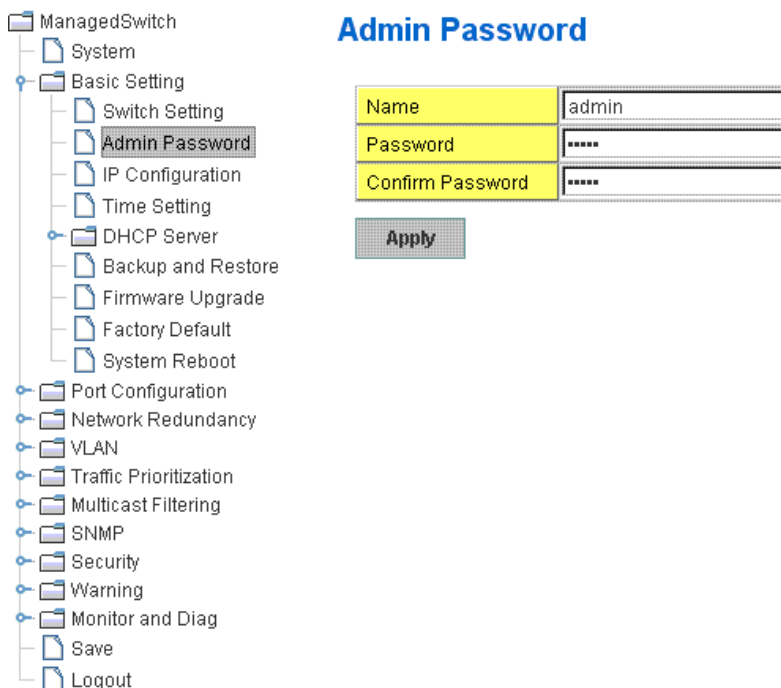 ManagedSwitch
System
Basic Setting
Switch Setting
Admin Password
IP Configuration
Time Setting
DHCP Server
Backup and Restore
Firmware Upgrade
Factory Default
System Reboot
Port Configuration
Network Redundancy
VLAN
Traffic Prioritization
Multicast Filtering
SNMP
Security
Warning
Monitor and Diag
Save
Logout
Admin Password
Name admin
Password •••••
Confirm Password •••••
Apply